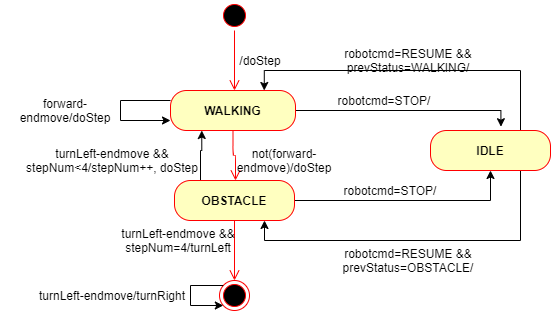 /doStep
robotcmd=RESUME &&
prevStatus=WALKING/
forward-
endmove/doStep
WALKING
robotcmd=STOP/
turnLeft-endmove &&
stepNum<4/stepNum++, doStep
not(forward-
endmove)/doStep
IDLE
OBSTACLE
robotcmd=STOP/
turnLeft-endmove &&
stepNum=4/turnLeft
robotcmd=RESUME &&
prevStatus=OBSTACLE/
turnLeft-endmove/turnRight